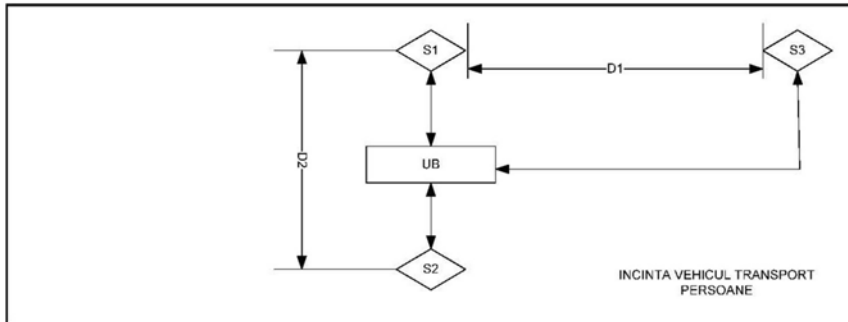 S1
S3
D1
D2
UB
S2
INCINTA VEHICUL TRANSPORT
PERSOANE